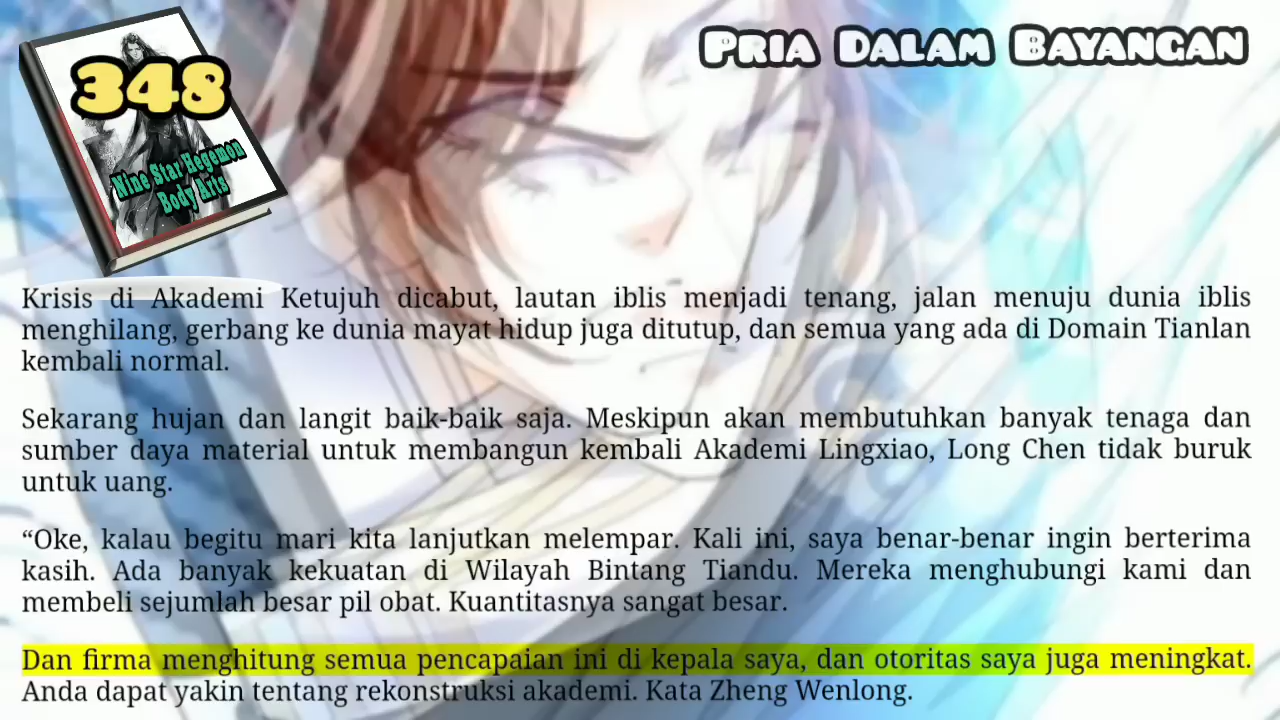 348
Nine Star Hegemon
Body Arts
Pria Dalam Bayangan
Krisis di Akademi Ketujuh dicabut, lautan iblis menjadi tenang, jalan menuju dunia iblis
menghilang, gerbang ke dunia mayat hidup juga ditutup, dan semua yang ada di Domain Tianlan
kembali normal.
Sekarang hujan dan langit baik-baik saja. Meskipun akan membutuhkan banyak tenaga dan
sumber daya material untuk membangun kembali Akademi Lingxiao, Long Chen tidak buruk
untuk uang.
“Oke, kalau begitu mari kita lanjutkan melempar. Kali ini, saya benar-benar ingin berterima
kasih. Ada banyak kekuatan di Wilayah Bintang Tiandu. Mereka menghubungi kami dan
membeli sejumlah besar pil obat. Kuantitasnya sangat besar.
Dan firma menghitung semua pencapaian ini di kepala saya, dan otoritas saya juga meningkat.
Anda dapat yakin tentang rekonstruksi akademi. Kata Zheng Wenlong.